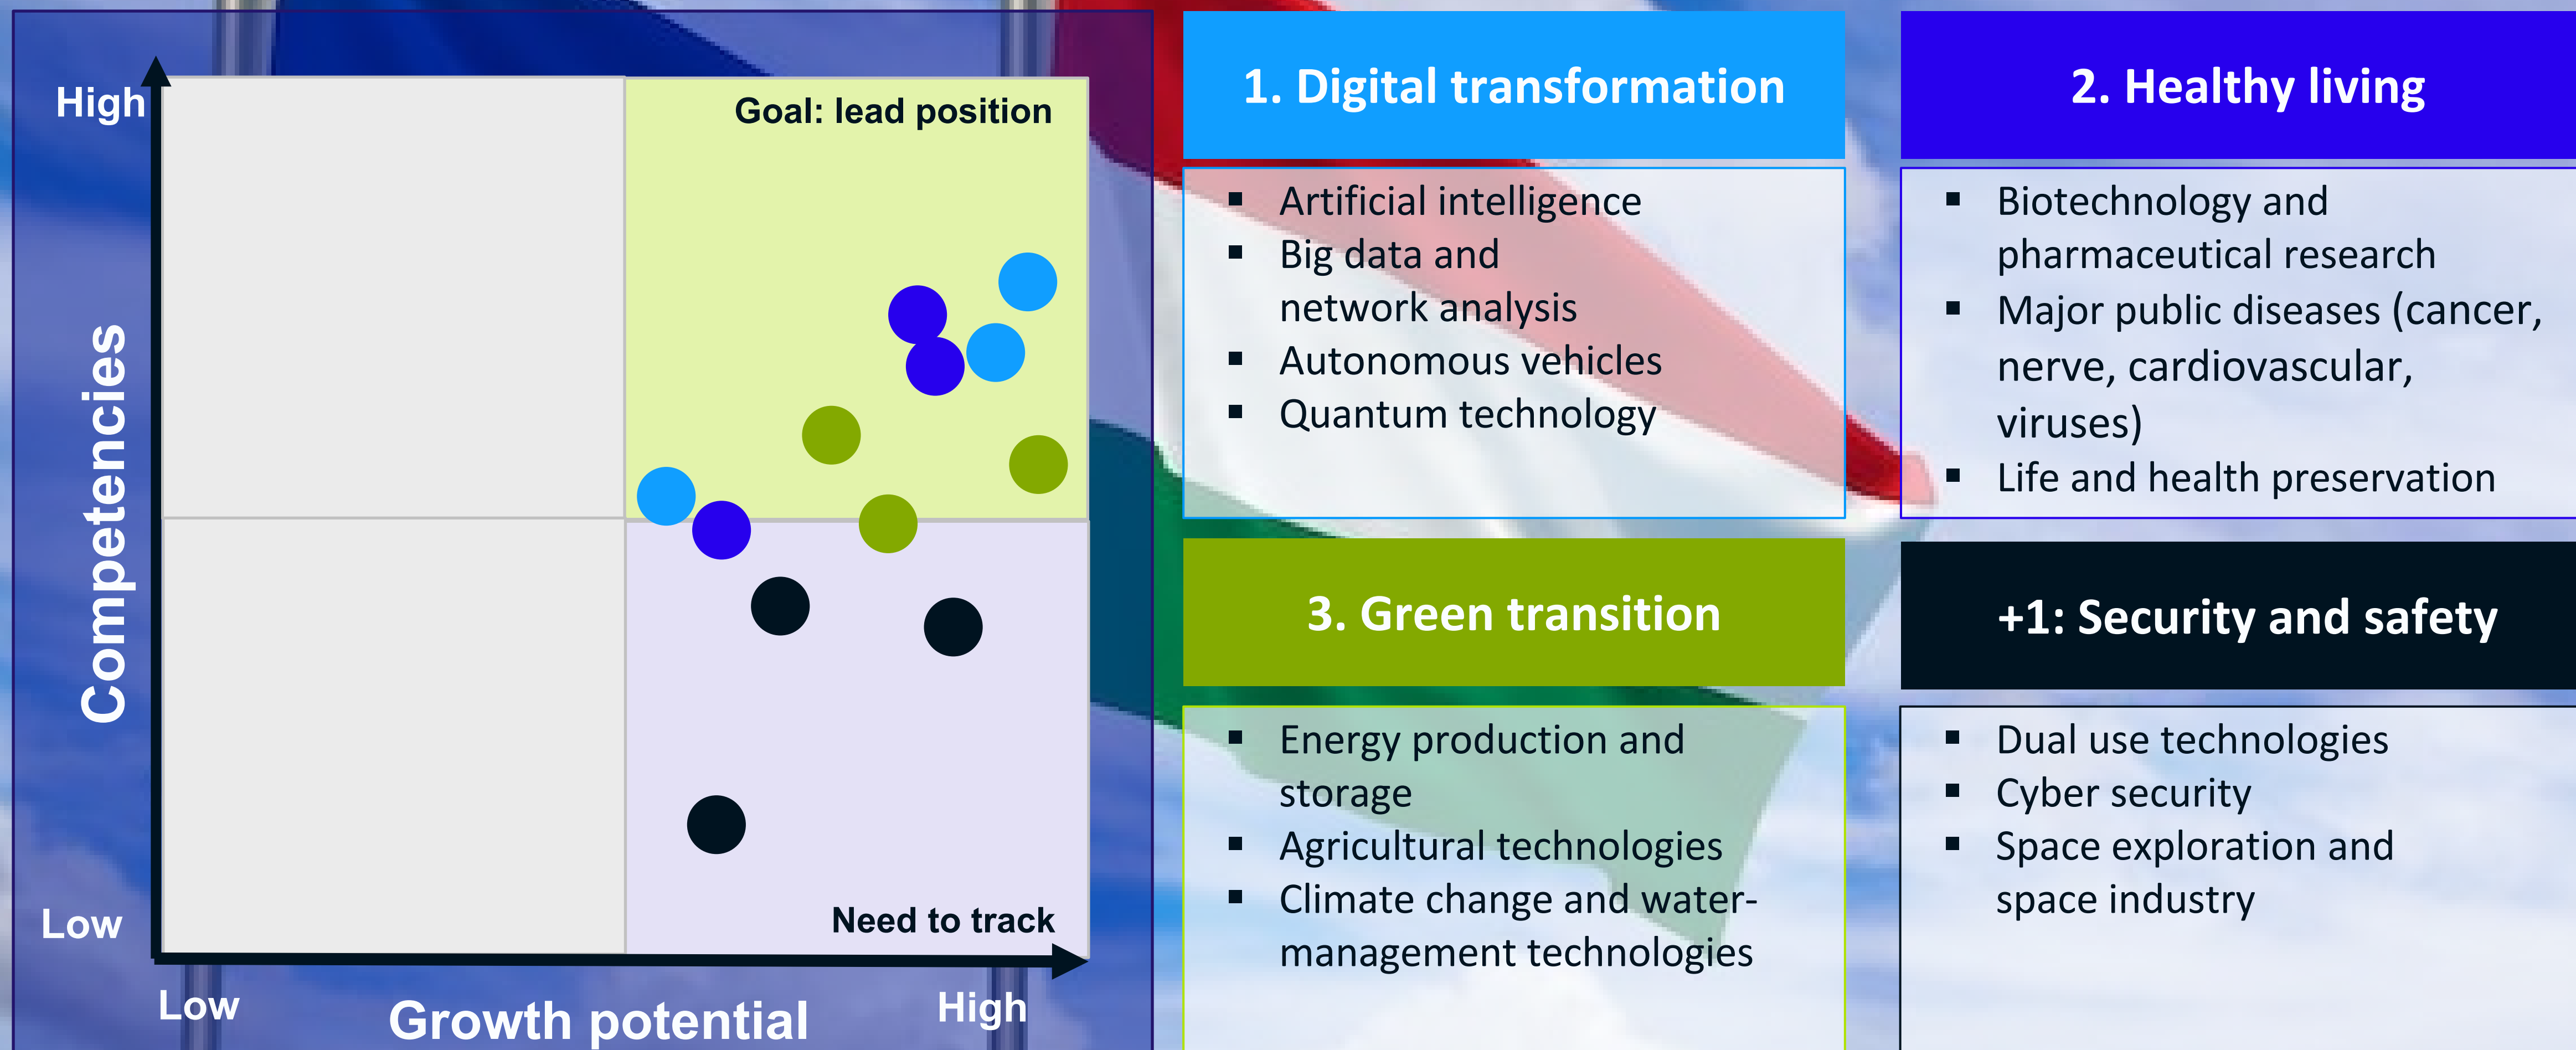 High
Goal: lead position
Competencies
Need to track
Low
Low
High
Growth potential
1. Digital transformation
▪ Artificial intelligence
▪ Big data and
network analysis
▪ Autonomous vehicles
▪ Quantum technology
2. Healthy living
▪ Biotechnology and
pharmaceutical research
▪ Major public diseases (cancer,
nerve, cardiovascular,
viruses)
▪ Life and health preservation
3. Green transition
▪ Energy production and
storage
▪ Agricultural technologies
▪ Climate change and water-
management technologies
+1: Security and safety
▪ Dual use technologies
▪ Cyber security
▪ Space exploration and
space industry